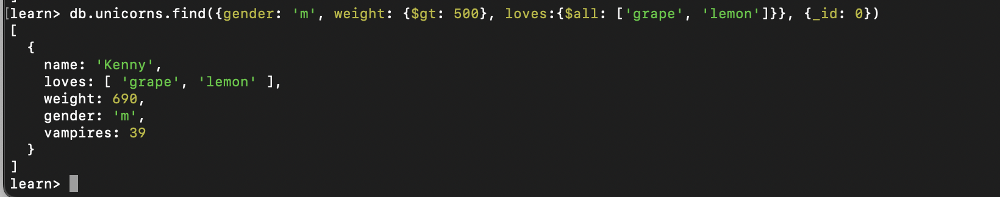 [learn> db.unicorns.find({gender: 'm', weight: {$gt: 500}, loves:{$all: ['grape', 'lemon']}}, {_id: 0})
[
  {
    name: 'Kenny',
    loves: [ 'grape', 'lemon' ],
    weight: 690,
    gender: 'm',
    vampires: 39
  }
]
learn>